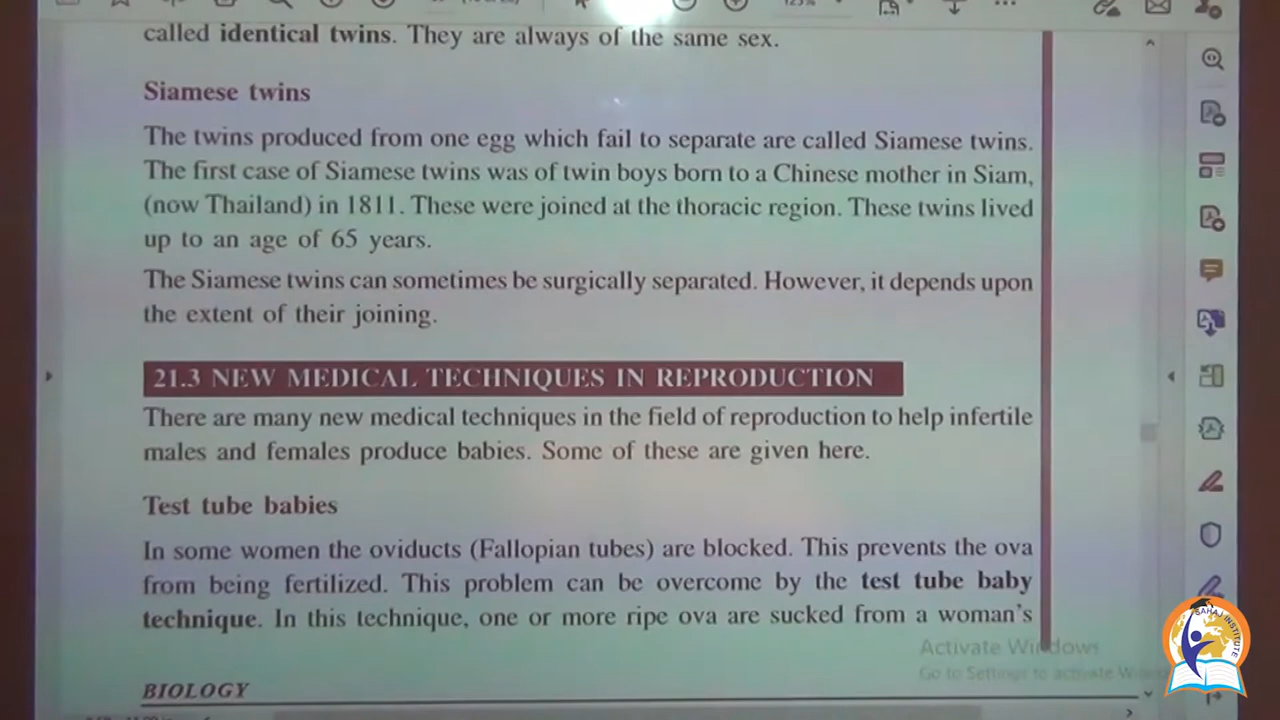 called identical twins. They are always of the same sex.
Siamese twins
The twins produced from one egg which fail to separate are called Siamese twins.
The first case of Siamese twins was of twin boys born to a Chinese mother in Siam,
(now Thailand) in 1811. These were joined at the thoracic region. These twins lived
up to an age of 65 years.
The Siamese twins can sometimes be surgically separated. However, it depends upon
the extent of their joining.
21.3 NEW MEDICAL TECHNIQUES IN REPRODUCTION
There are many new medical techniques in the field of reproduction to help infertile
males and females produce babies. Some of these are given here.
Test tube babies
In some women the oviducts (Fallopian tubes) are blocked. This prevents the ova
from being fertilized. This problem can be overcome by the test tube baby
technique. In this technique, one or more ripe ova are sucked from a woman's
Activate Windows
Go to Settings to activate
SAHAJ INSTITUTE
BIOLOGY